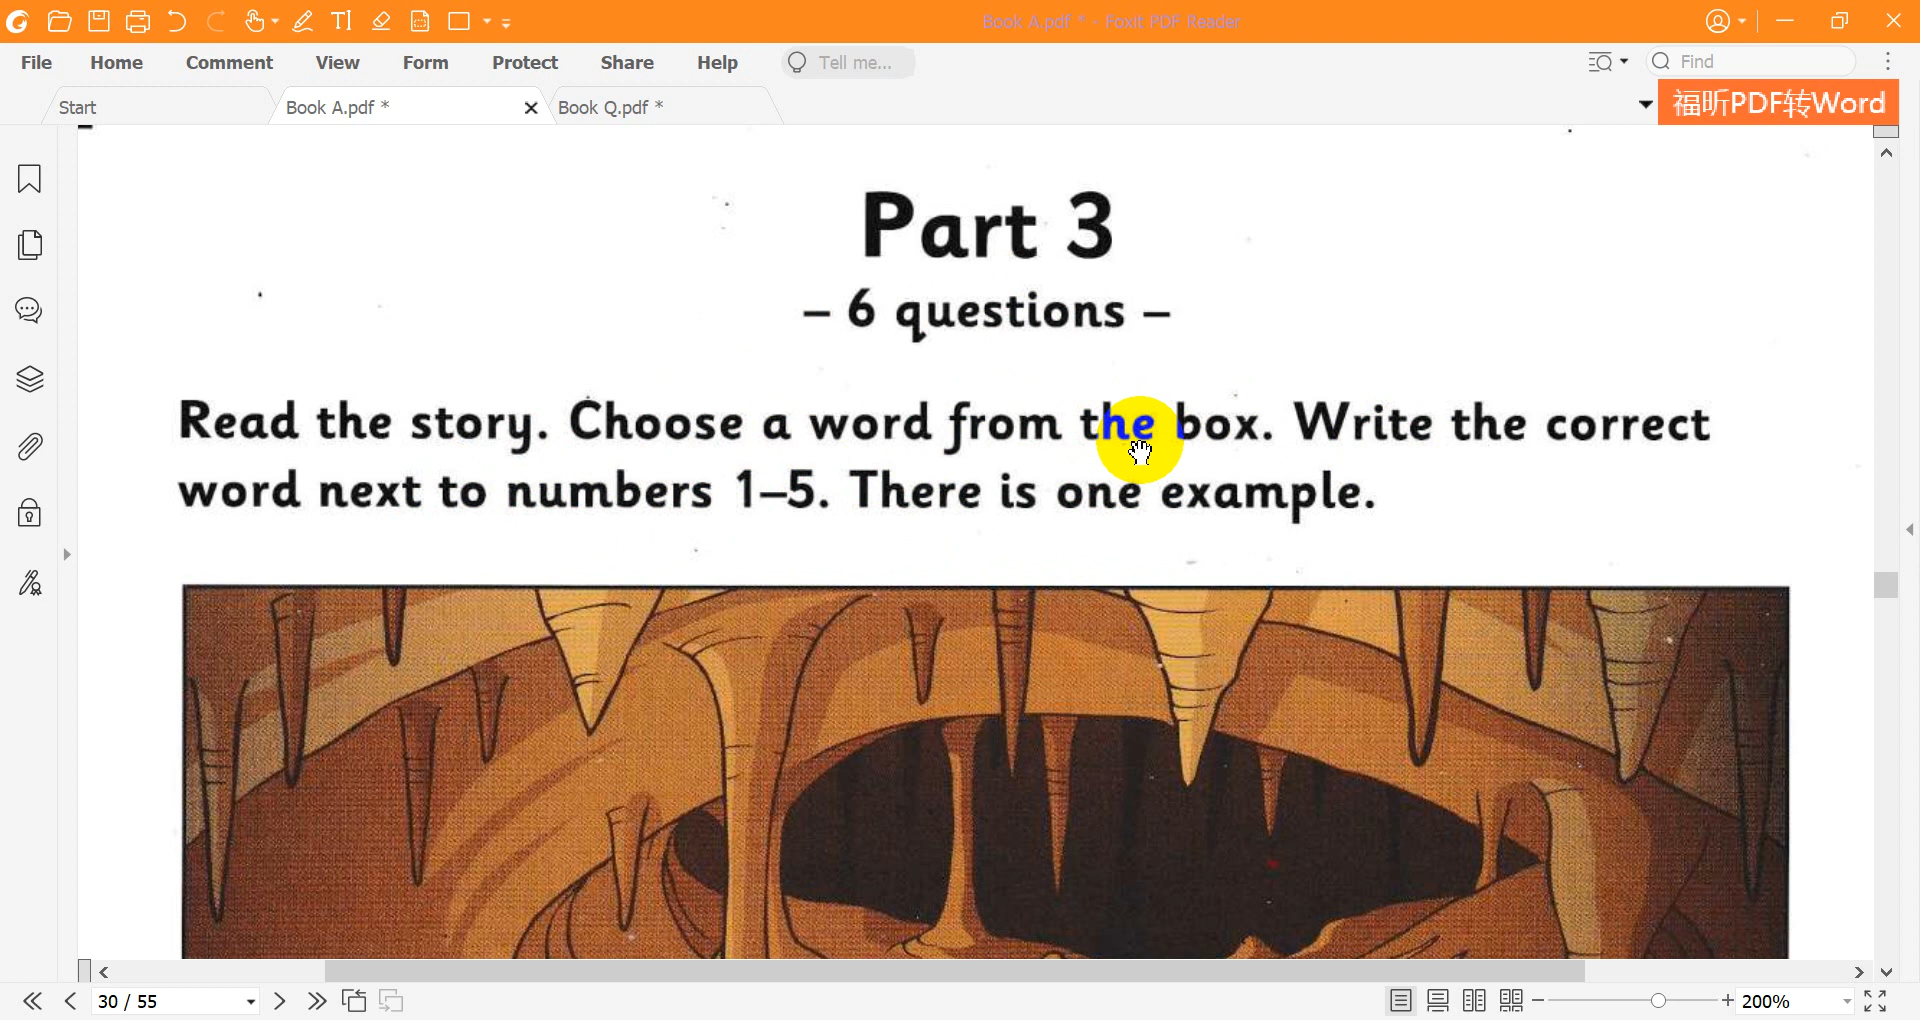 Book A.pdf * - Foxit PDF Reader
File Home Comment View Form Protect Share Help Tell me... Find
Start Book A.pdf * Book Q.pdf * 福昕PDF转Word
Part 3
– 6 questions –
Read the story. Choose a word from the box. Write the correct
word next to numbers 1–5. There is one example.
30 / 55 200%